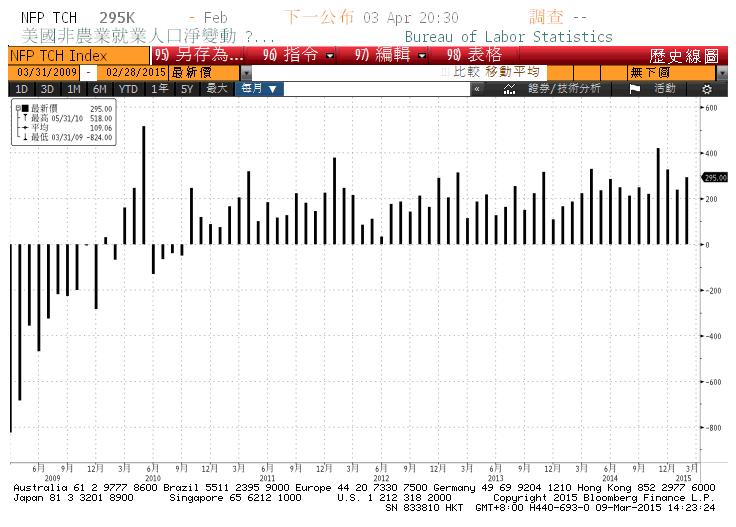 NFP TCH 295K - Feb 下一公布 03 Apr 20:30 調查 --
美國非農業就業人口淨變動 ?... Bureau of Labor Statistics
NFP TCH Index 95) 另存為... 96) 指令 97) 編輯 98) 表格 歷史線圖
03/31/2009 - 02/28/2015 最新價 比較 移動平均 無下圖
1D 3D 1M 6M YTD 1年 5Y 最大 每月 ▼ « 證券/技術分析 活動
最新價 295.00
最高 05/31/10 518.00
平均 109.06
最低 03/31/09 -824.00
600
400
295.00
200
0
-200
-400
-600
-800
6月 9月 12月 3月 6月 9月 12月 3月 6月 9月 12月 3月 6月 9月 12月 3月 6月 9月 12月 3月 6月 9月 12月 3月
2009 2010 2011 2012 2013 2014 2015
Australia 61 2 9777 8600 Brazil 5511 2395 9000 Europe 44 20 7330 7500 Germany 49 69 9204 1210 Hong Kong 852 2977 6000
Japan 81 3 3201 8900 Singapore 65 6212 1000 U.S. 1 212 318 2000 Copyright 2015 Bloomberg Finance L.P.
SN 833810 HKT GMT+8:00 H440-693-0 09-Mar-2015 14:23:24